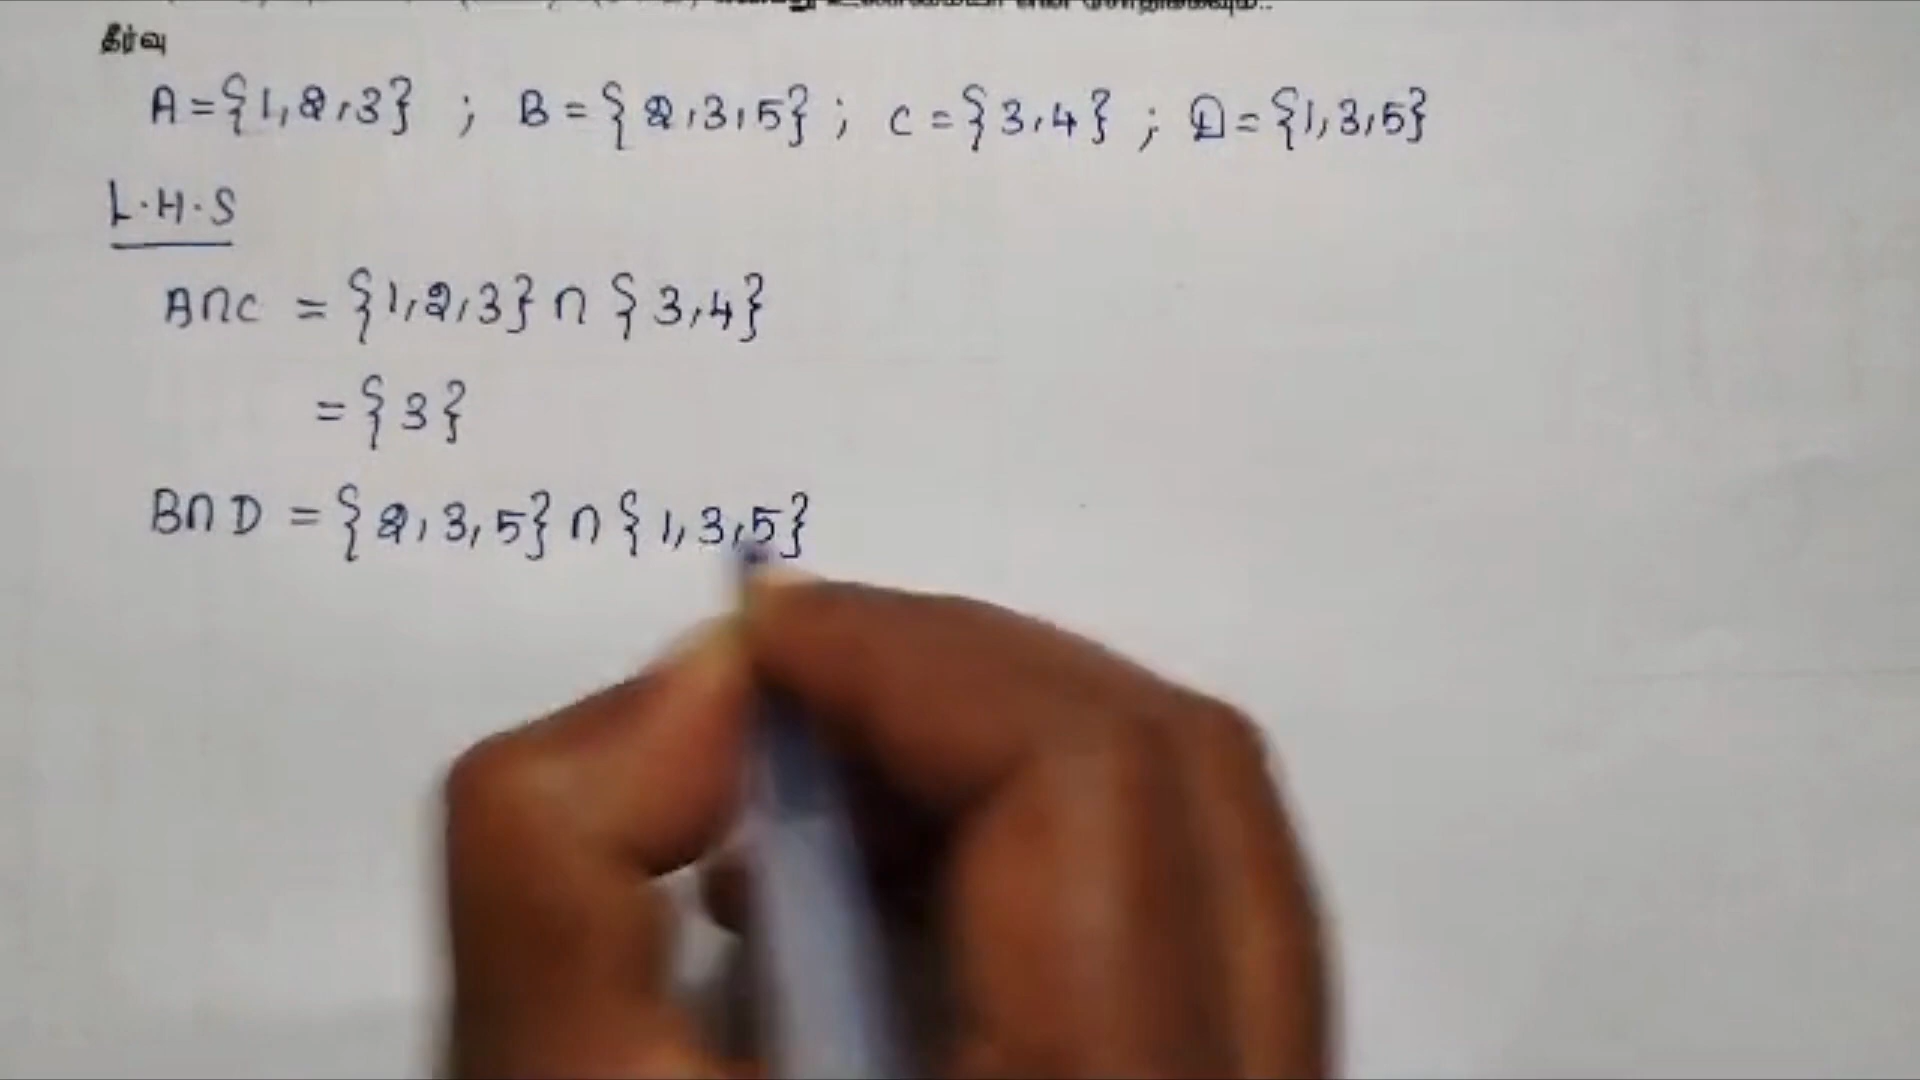 தீர்வு
A = {1, 2, 3} ; B = {2, 3, 5} ; C = {3, 4} ; D = {1, 3, 5}
L.H.S
A∩C = {1, 2, 3} ∩ {3, 4}
= {3}
B∩D = {2, 3, 5} ∩ {1, 3, 5}